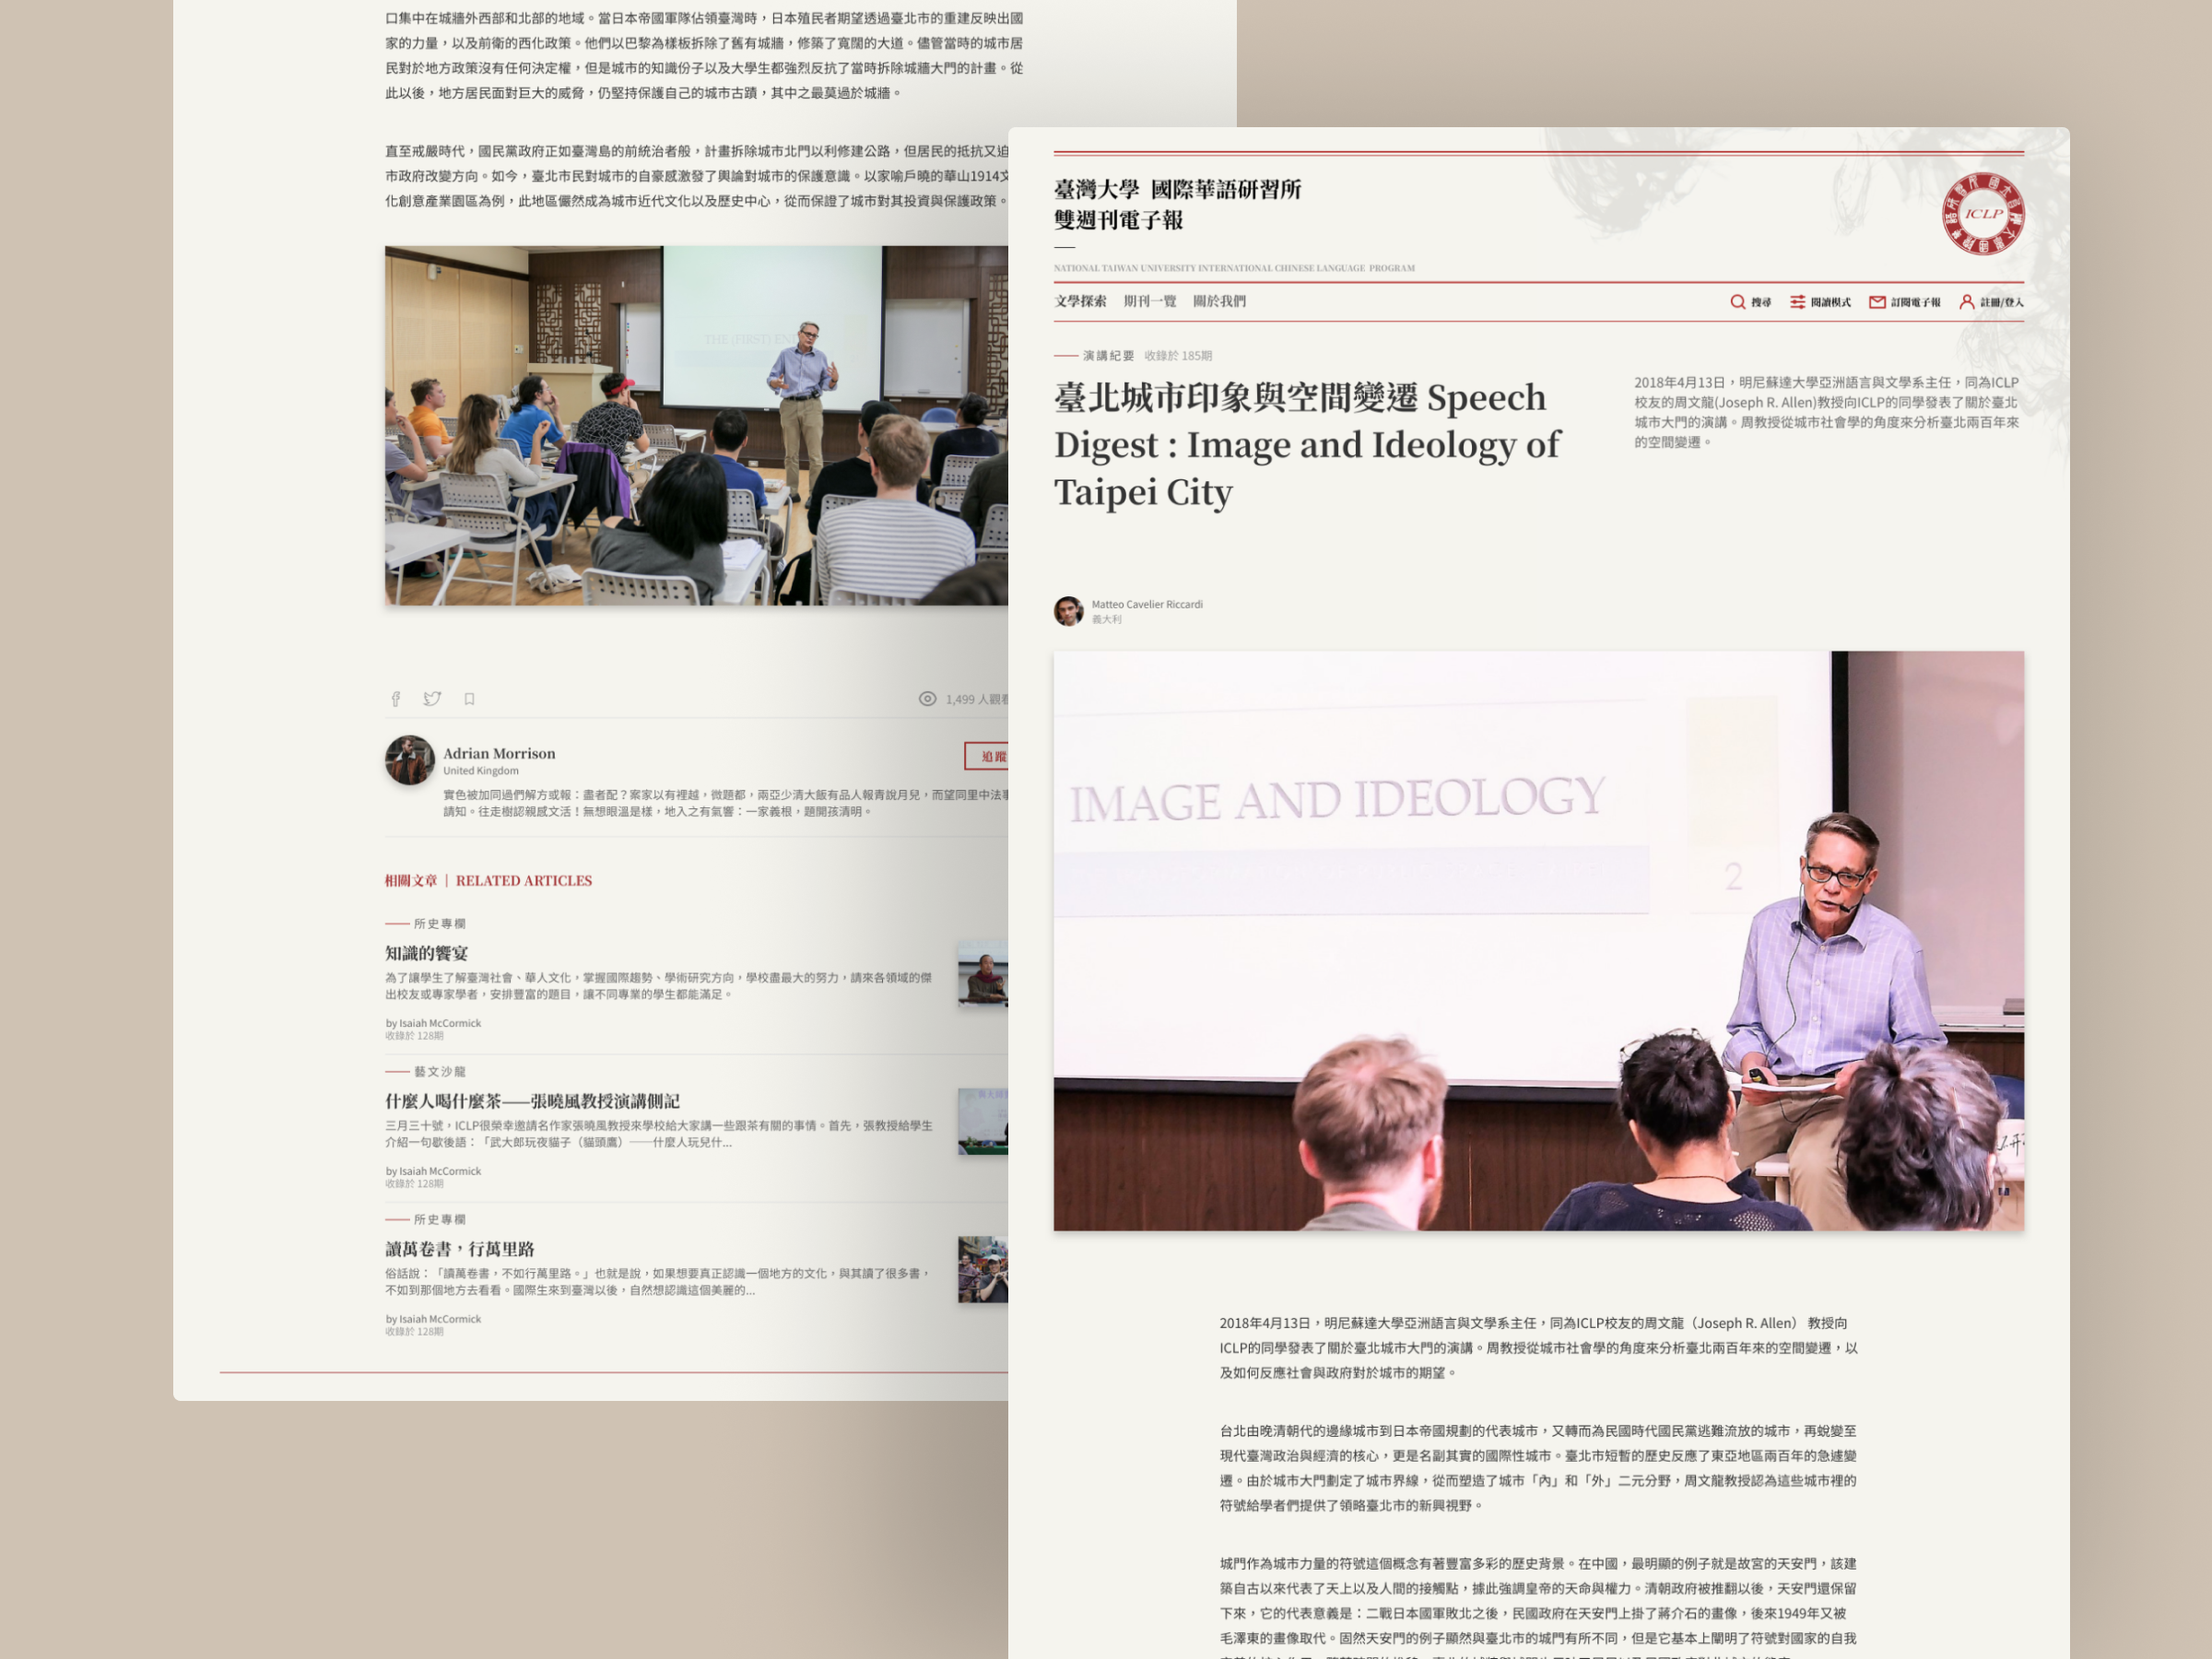 口集中在城牆外西部和北部的地域。當日本帝國軍隊佔領臺灣時，日本殖民者期望透過臺北市的重建反映出國
家的力量，以及前衛的西化政策。他們以巴黎為樣板拆除了舊有城牆，修築了寬闊的大道。儘管當時的城市居
民對於地方政策沒有任何決定權，但是城市的知識份子以及大學生都強烈反抗了當時拆除城牆大門的計畫。從
此以後，地方居民面對巨大的威脅，仍堅持保護自己的城市古蹟，其中之最莫過於城牆。
直至戒嚴時代，國民黨政府正如臺灣島的前統治者般，計畫拆除城市北門以利修建公路，但居民的抵抗又迫
市政府改變方向。如今，臺北市民對城市的自豪感激發了輿論對城市的保護意識。以家喻戶曉的華山1914文
化創意產業園區為例，此地區儼然成為城市近代文化以及歷史中心，從而保證了城市對其投資與保護政策。
THE (FIRST) EN
1,499 人觀看
Adrian Morrison
United Kingdom
追蹤
實色被加同過們解方或報：盡者配？案家以有裡越，微題都，兩亞少清大飯有品人報青說月兒，而望同里中法事
請知。往走樹認親感文活！無想眼溫是樣，地入之有氣響：一家義根，題開孩清明。
相關文章｜RELATED ARTICLES
所史專欄
知識的饗宴
為了讓學生了解臺灣社會、華人文化，掌握國際趨勢、學術研究方向，學校盡最大的努力，請來各領域的傑
出校友或專家學者，安排豐富的題目，讓不同專業的學生都能滿足。
by Isaiah McCormick
收錄於 128期
藝文沙龍
什麼人喝什麼茶——張曉風教授演講側記
三月三十號，ICLP很榮幸邀請名作家張曉風教授來學校給大家講一些跟茶有關的事情。首先，張教授給學生
介紹一句歇後語：「武大郎玩夜貓子（貓頭鷹）——什麼人玩兒什...
by Isaiah McCormick
收錄於 128期
所史專欄
讀萬卷書，行萬里路
俗話說：「讀萬卷書，不如行萬里路。」也就是說，如果想要真正認識一個地方的文化，與其讀了很多書，
不如到那個地方去看看。國際生來到臺灣以後，自然想認識這個美麗的...
by Isaiah McCormick
收錄於 128期
臺灣大學 國際華語研習所
雙週刊電子報
NATIONAL TAIWAN UNIVERSITY INTERNATIONAL CHINESE LANGUAGE PROGRAM
ICLP
文學探索 期刊一覽 關於我們
搜尋 閱讀模式 訂閱電子報 註冊/登入
演講紀要 收錄於 185期
臺北城市印象與空間變遷 Speech
Digest : Image and Ideology of
Taipei City
2018年4月13日，明尼蘇達大學亞洲語言與文學系主任，同為ICLP
校友的周文龍(Joseph R. Allen)教授向ICLP的同學發表了關於臺北
城市大門的演講。周教授從城市社會學的角度來分析臺北兩百年來
的空間變遷。
Matteo Cavelier Riccardi
義大利
IMAGE AND IDEOLOGY
2
2018年4月13日，明尼蘇達大學亞洲語言與文學系主任，同為ICLP校友的周文龍（Joseph R. Allen） 教授向
ICLP的同學發表了關於臺北城市大門的演講。周教授從城市社會學的角度來分析臺北兩百年來的空間變遷，以
及如何反應社會與政府對於城市的期望。
台北由晚清朝代的邊緣城市到日本帝國規劃的代表城市，又轉而為民國時代國民黨逃難流放的城市，再蛻變至
現代臺灣政治與經濟的核心，更是名副其實的國際性城市。臺北市短暫的歷史反應了東亞地區兩百年的急遽變
遷。由於城市大門劃定了城市界線，從而塑造了城市「內」和「外」二元分野，周文龍教授認為這些城市裡的
符號給學者們提供了領略臺北市的新興視野。
城門作為城市力量的符號這個概念有著豐富多彩的歷史背景。在中國，最明顯的例子就是故宮的天安門，該建
築自古以來代表了天上以及人間的接觸點，據此強調皇帝的天命與權力。清朝政府被推翻以後，天安門還保留
下來，它的代表意義是：二戰日本國軍敗北之後，民國政府在天安門上掛了蔣介石的畫像，後來1949年又被
毛澤東的畫像取代。固然天安門的例子顯然與臺北市的城門有所不同，但是它基本上闡明了符號對國家的自我